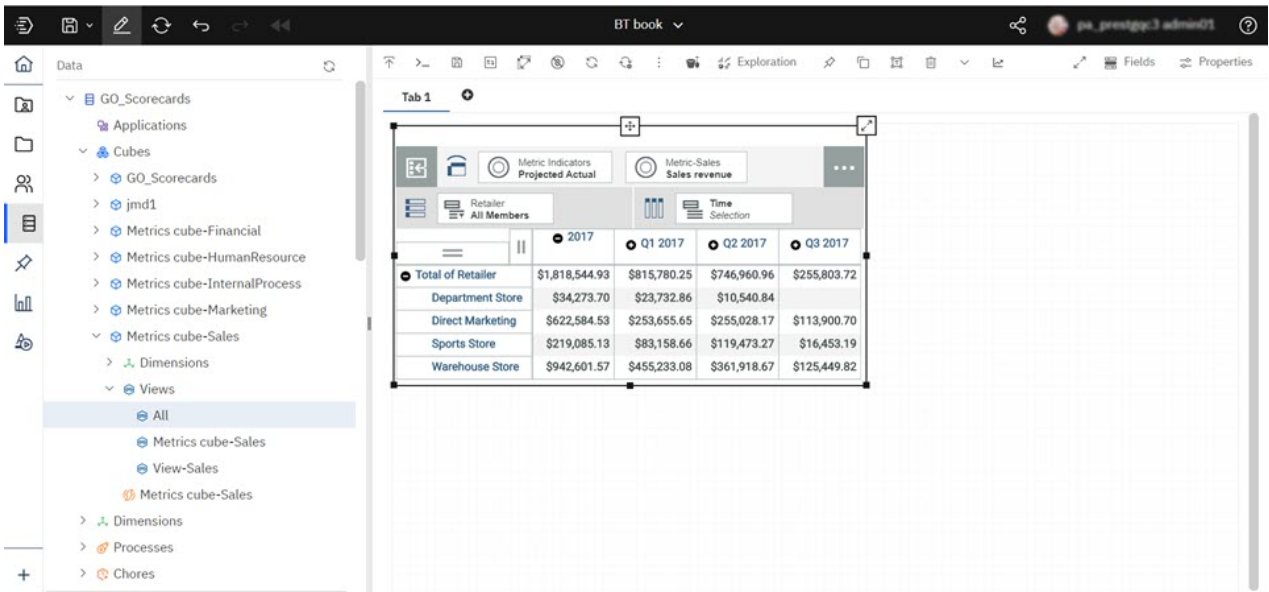 BT book
Data
GO_Scorecards
Applications
Cubes
GO_Scorecards
jmd1
Metrics cube-Financial
Metrics cube-HumanResource
Metrics cube-InternalProcess
Metrics cube-Marketing
Metrics cube-Sales
Dimensions
Views
All
Metrics cube-Sales
View-Sales
Metrics cube-Sales
Dimensions
Processes
Chores
Exploration Fields Properties
Tab 1
Metric Indicators Metric-Sales
Projected Actual Sales revenue
Retailer Time
All Members Selection
2017 Q1 2017 Q2 2017 Q3 2017
Total of Retailer $1,818,544.93 $815,780.25 $746,960.96 $255,803.72
Department Store $34,273.70 $23,732.86 $10,540.84
Direct Marketing $622,584.53 $253,655.65 $255,028.17 $113,900.70
Sports Store $219,085.13 $83,158.66 $119,473.27 $16,453.19
Warehouse Store $942,601.57 $455,233.08 $361,918.67 $125,449.82